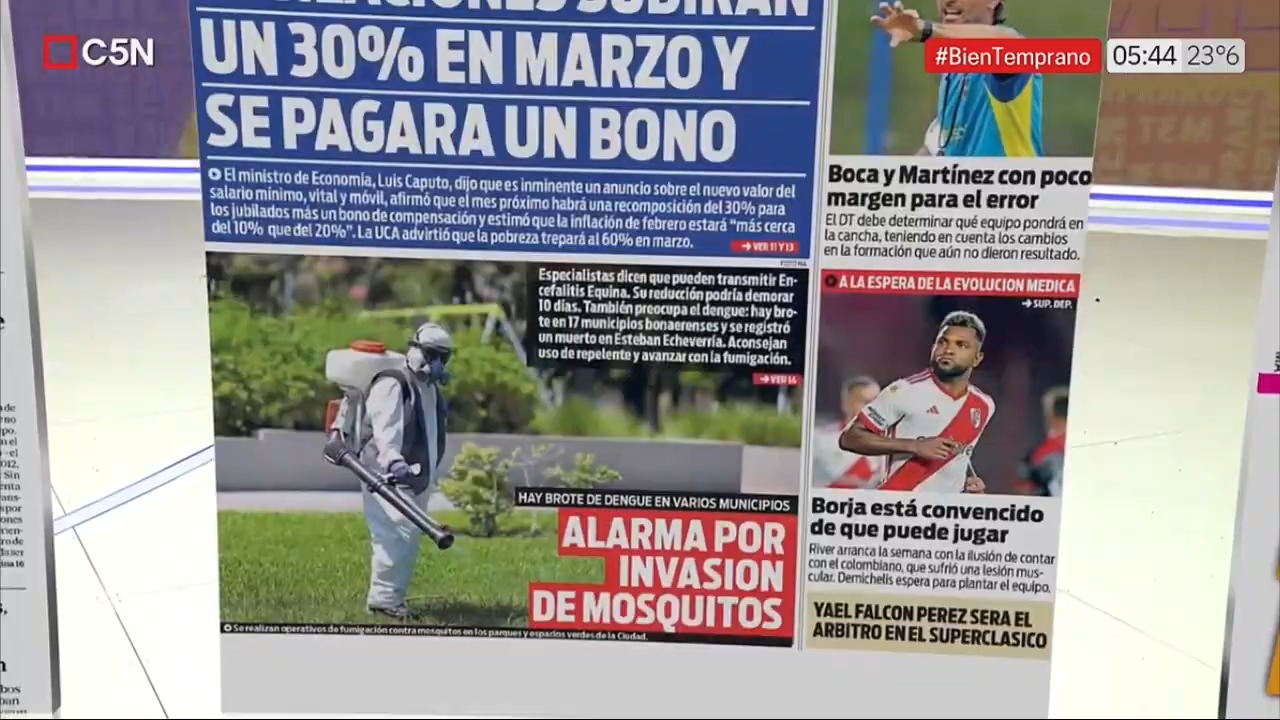 C5N
#BienTemprano
05:44 23°6
UN 30% EN MARZO Y
SE PAGARA UN BONO
El ministro de Economía, Luis Caputo, dijo que es inminente un anuncio sobre el nuevo valor del
salario mínimo, vital y móvil, afirmó que el mes próximo habrá una recomposición del 30% para
los jubilados más un bono de compensación y estimó que la inflación de febrero estará "más cerca
del 10% que del 20%". La UCA advirtió que la pobreza trepará al 60% en marzo.
VER 11 Y 13
Especialistas dicen que pueden transmitir En-
cefalitis Equina. Su reducción podría demorar
10 días. También preocupa el dengue: hay bro-
te en 17 municipios bonaerenses y se registró
un muerto en Esteban Echeverría. Aconsejan
uso de repelente y avanzar con la fumigación.
VER 14
HAY BROTE DE DENGUE EN VARIOS MUNICIPIOS
ALARMA POR
INVASION
DE MOSQUITOS
Se realizan operativos de fumigación contra mosquitos en los parques y espacios verdes de la Ciudad.
Boca y Martínez con poco
margen para el error
El DT debe determinar qué equipo pondrá en
la cancha, teniendo en cuenta los cambios
en la formación que aún no dieron resultado.
A LA ESPERA DE LA EVOLUCION MEDICA
SUP. DEP.
Borja está convencido
de que puede jugar
River arranca la semana con la ilusión de contar
con el colombiano, que sufrió una lesión mus-
cular. Demichelis espera para plantar el equipo.
YAEL FALCON PEREZ SERA EL
ARBITRO EN EL SUPERCLASICO